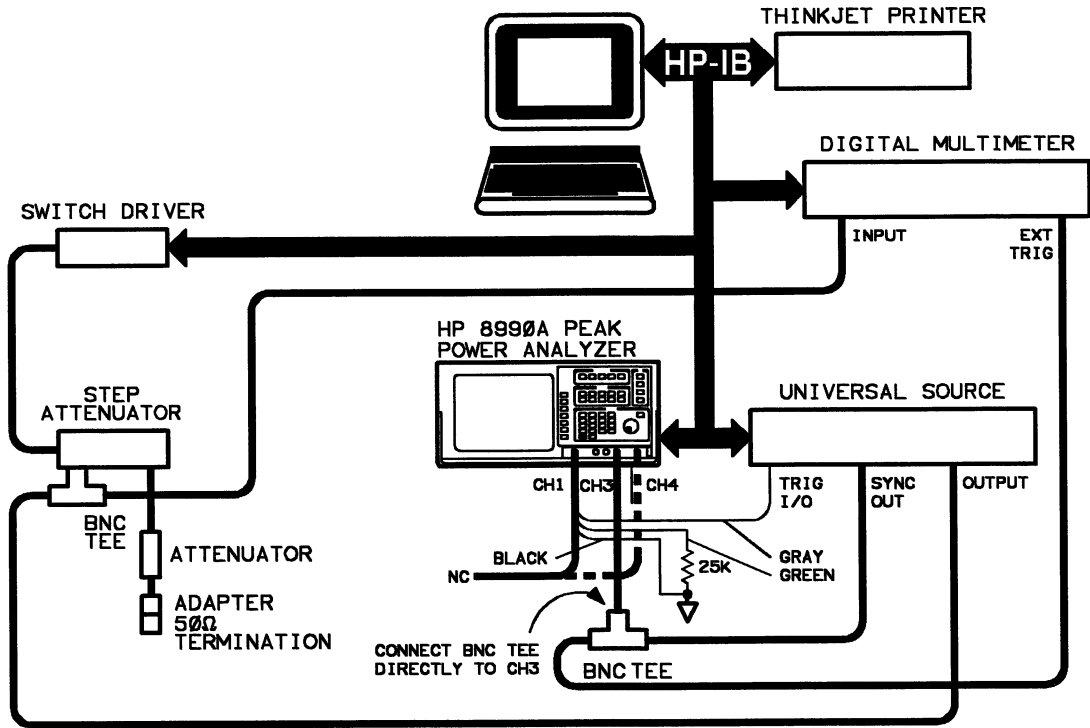 THINKJET PRINTER
HP-IB
DIGITAL MULTIMETER
SWITCH DRIVER
INPUT
EXT
TRIG
HP 8990A PEAK
POWER ANALYZER
STEP
ATTENUATOR
UNIVERSAL SOURCE
CH1
CH3
CH4
TRIG
I/O
SYNC
OUT
OUTPUT
BNC
TEE
ATTENUATOR
BLACK
GRAY
GREEN
NC
25K
ADAPTER
50Ω
TERMINATION
CONNECT BNC TEE
DIRECTLY TO CH3
BNC TEE